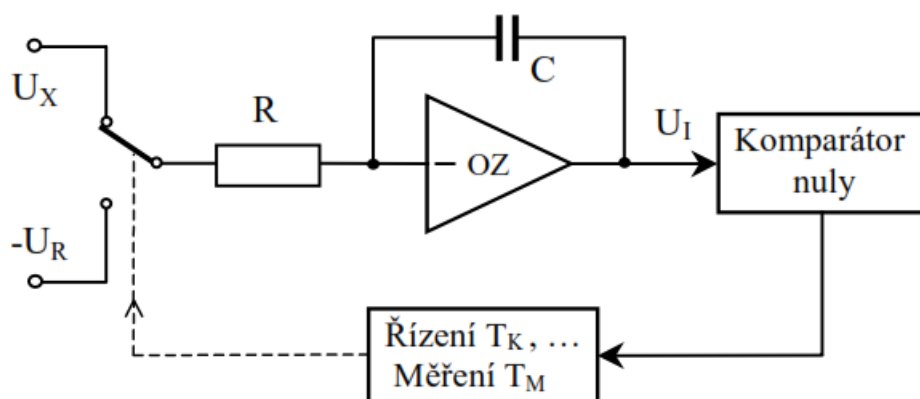 U_X
R
C
− OZ
U_I
Komparátor
nuly
-U_R
Řízení T_K , …
Měření T_M